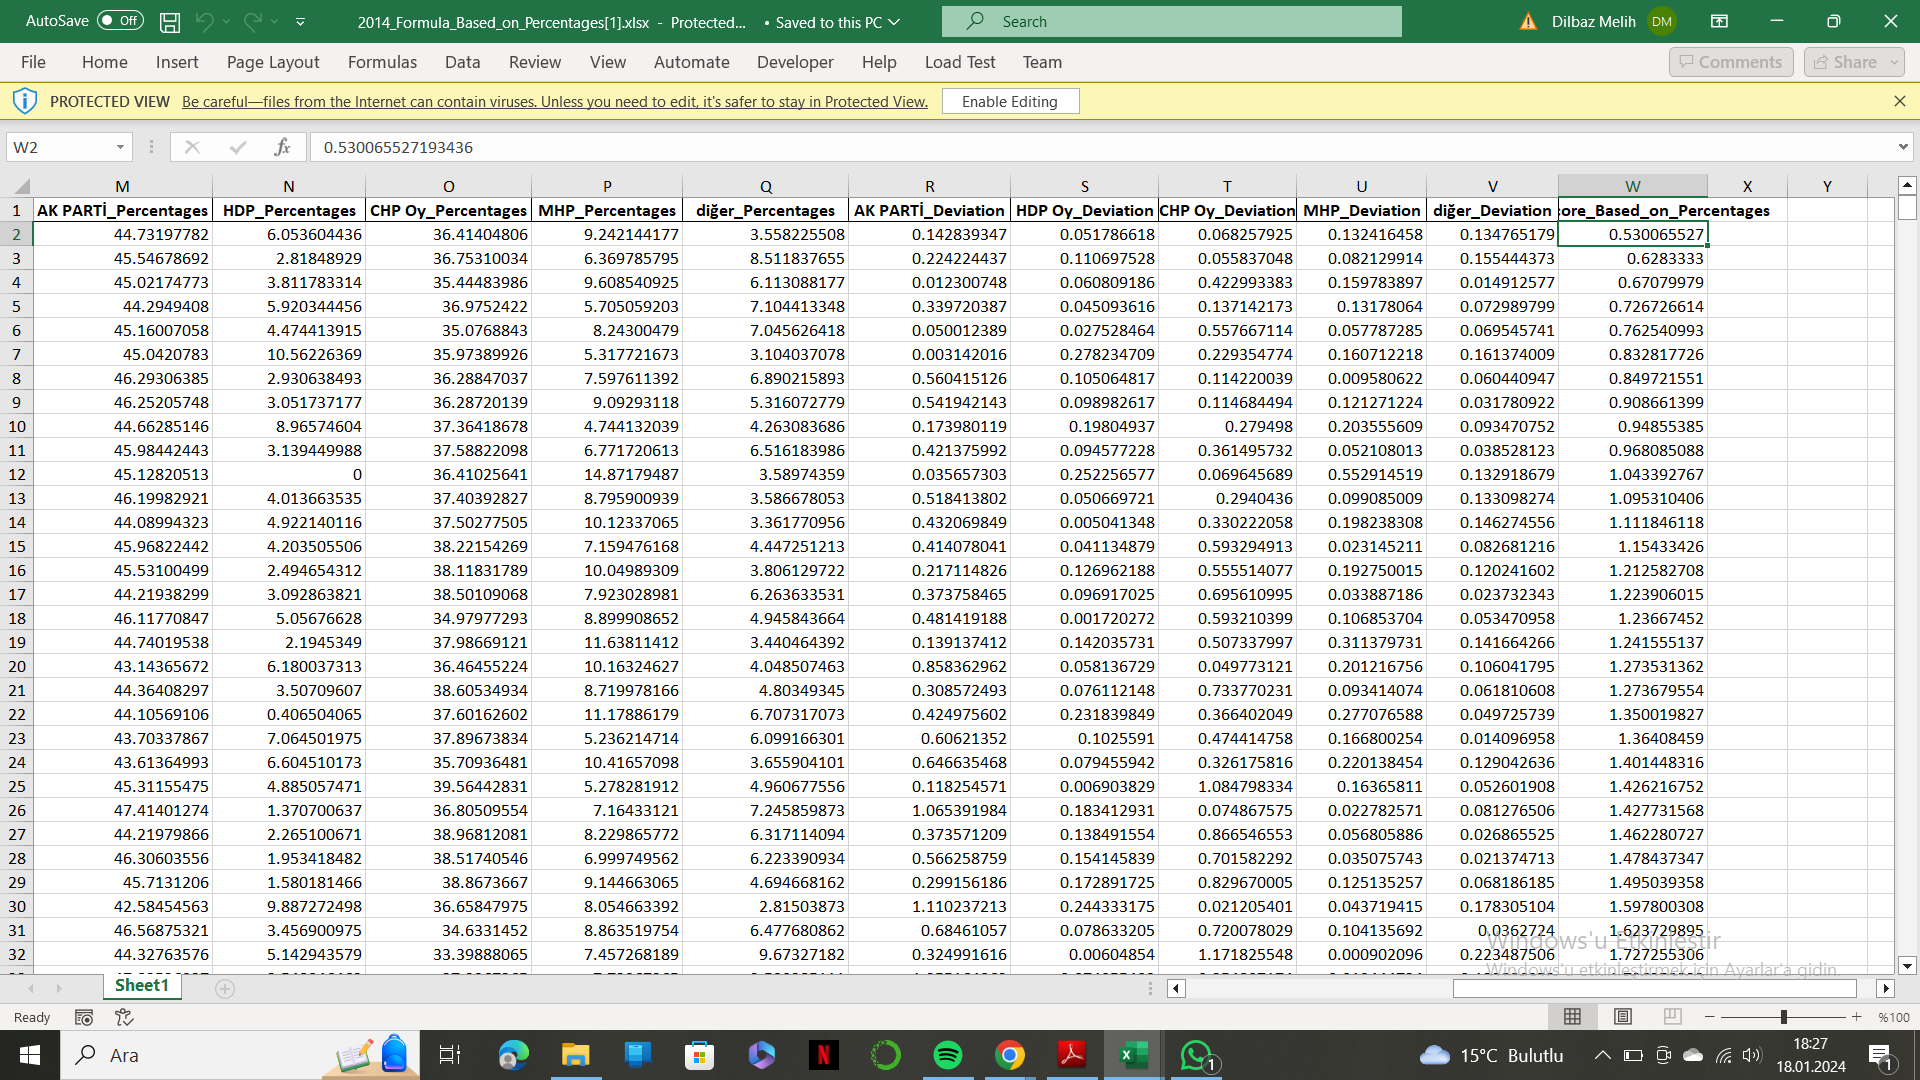 AutoSave Off 2014_Formula_Based_on_Percentages[1].xlsx - Protected... • Saved to this PC Search Dilbaz Melih DM
File Home Insert Page Layout Formulas Data Review View Automate Developer Help Load Test Team Comments Share
PROTECTED VIEW Be careful—files from the Internet can contain viruses. Unless you need to edit, it's safer to stay in Protected View. Enable Editing
W2 fx 0.530065527193436
M N O P Q R S T U V W X Y
1 AK PARTİ_Percentages HDP_Percentages CHP Oy_Percentages MHP_Percentages diğer_Percentages AK PARTİ_Deviation HDP Oy_Deviation CHP Oy_Deviation MHP_Deviation diğer_Deviation core_Based_on_Percentages
2 44.73197782 6.053604436 36.41404806 9.242144177 3.558225508 0.142839347 0.051786618 0.068257925 0.132416458 0.134765179 0.530065527
3 45.54678692 2.81848929 36.75310034 6.369785795 8.511837655 0.224224437 0.110697528 0.055837048 0.082129914 0.155444373 0.6283333
4 45.02174773 3.811783314 35.44483986 9.608540925 6.113088177 0.012300748 0.060809186 0.422993383 0.159783897 0.014912577 0.67079979
5 44.2949408 5.920344456 36.9752422 5.705059203 7.104413348 0.339720387 0.045093616 0.137142173 0.13178064 0.072989799 0.726726614
6 45.16007058 4.474413915 35.0768843 8.24300479 7.045626418 0.050012389 0.027528464 0.557667114 0.057787285 0.069545741 0.762540993
7 45.0420783 10.56226369 35.97389926 5.317721673 3.104037078 0.003142016 0.278234709 0.229354774 0.160712218 0.161374009 0.832817726
8 46.29306385 2.930638493 36.28847037 7.597611392 6.890215893 0.560415126 0.105064817 0.114220039 0.009580622 0.060440947 0.849721551
9 46.25205748 3.051737177 36.28720139 9.09293118 5.316072779 0.541942143 0.098982617 0.114684494 0.121271224 0.031780922 0.908661399
10 44.66285146 8.96574604 37.36418678 4.744132039 4.263083686 0.173980119 0.19804937 0.279498 0.203555609 0.093470752 0.94855385
11 45.98442443 3.139449988 37.58822098 6.771720613 6.516183986 0.421375992 0.094577228 0.361495732 0.052108013 0.038528123 0.968085088
12 45.12820513 0 36.41025641 14.87179487 3.58974359 0.035657303 0.252256577 0.069645689 0.552914519 0.132918679 1.043392767
13 46.19982921 4.013663535 37.40392827 8.795900939 3.586678053 0.518413802 0.050669721 0.2940436 0.099085009 0.133098274 1.095310406
14 44.08994323 4.922140116 37.50277505 10.12337065 3.361770956 0.432069849 0.005041348 0.330222058 0.198238308 0.146274556 1.111846118
15 45.96822442 4.203505506 38.22154269 7.159476168 4.447251213 0.414078041 0.041134879 0.593294913 0.023145211 0.082681216 1.15433426
16 45.53100499 2.494654312 38.11831789 10.04989309 3.806129722 0.217114826 0.126962188 0.555514077 0.192750015 0.120241602 1.212582708
17 44.21938299 3.092863821 38.50109068 7.923028981 6.263633531 0.373758465 0.096917025 0.695610995 0.033887186 0.023732343 1.223906015
18 46.11770847 5.05676628 34.97977293 8.899908652 4.945843664 0.481419188 0.001720272 0.593210399 0.106853704 0.053470958 1.23667452
19 44.74019538 2.1945349 37.98669121 11.63811412 3.440464392 0.139137412 0.142035731 0.507337997 0.311379731 0.141664266 1.241555137
20 43.14365672 6.180037313 36.46455224 10.16324627 4.048507463 0.858362962 0.058136729 0.049773121 0.201216756 0.106041795 1.273531362
21 44.36408297 3.50709607 38.60534934 8.719978166 4.80349345 0.308572493 0.076112148 0.733770231 0.093414074 0.061810608 1.273679554
22 44.10569106 0.406504065 37.60162602 11.17886179 6.707317073 0.424975602 0.231839849 0.366402049 0.277076588 0.049725739 1.350019827
23 43.70337867 7.064501975 37.89673834 5.236214714 6.099166301 0.60621352 0.1025591 0.474414758 0.166800254 0.014096958 1.36408459
24 43.61364993 6.604510173 35.70936481 10.41657098 3.655904101 0.646635468 0.079455942 0.326175816 0.220138454 0.129042636 1.401448316
25 45.31155475 4.885057471 39.56442831 5.278281912 4.960677556 0.118254571 0.006903829 1.084798334 0.16365811 0.052601908 1.426216752
26 47.41401274 1.370700637 36.80509554 7.16433121 7.245859873 1.065391984 0.183412931 0.074867575 0.022782571 0.081276506 1.427731568
27 44.21979866 2.265100671 38.96812081 8.229865772 6.317114094 0.373571209 0.138491554 0.866546553 0.056805886 0.026865525 1.462280727
28 46.30603556 1.953418482 38.51740546 6.999749562 6.223390934 0.566258759 0.154145839 0.701582292 0.035075743 0.021374713 1.478437347
29 45.7131206 1.580181466 38.8673667 9.144663065 4.694668162 0.299156186 0.172891725 0.829670005 0.125135257 0.068186185 1.495039358
30 42.58454563 9.887272498 36.65847975 8.054663392 2.81503873 1.110237213 0.244333175 0.021205401 0.043719415 0.178305104 1.597800308
31 46.56875321 3.456900975 34.6331452 8.863519754 6.477680862 0.68461057 0.078633205 0.720078029 0.104135692 0.0362724 1.623729895
32 44.32763576 5.142943579 33.39888065 7.457268189 9.67327182 0.324991616 0.00604854 1.171825548 0.000902096 0.223487506 1.727255306
Windows'u Etkinleştir
Windows'u etkinleştirmek için Ayarlar'a gidin.
Sheet1
Ready %100
Ara 15°C Bulutlu 18:27
18.01.2024
1
1